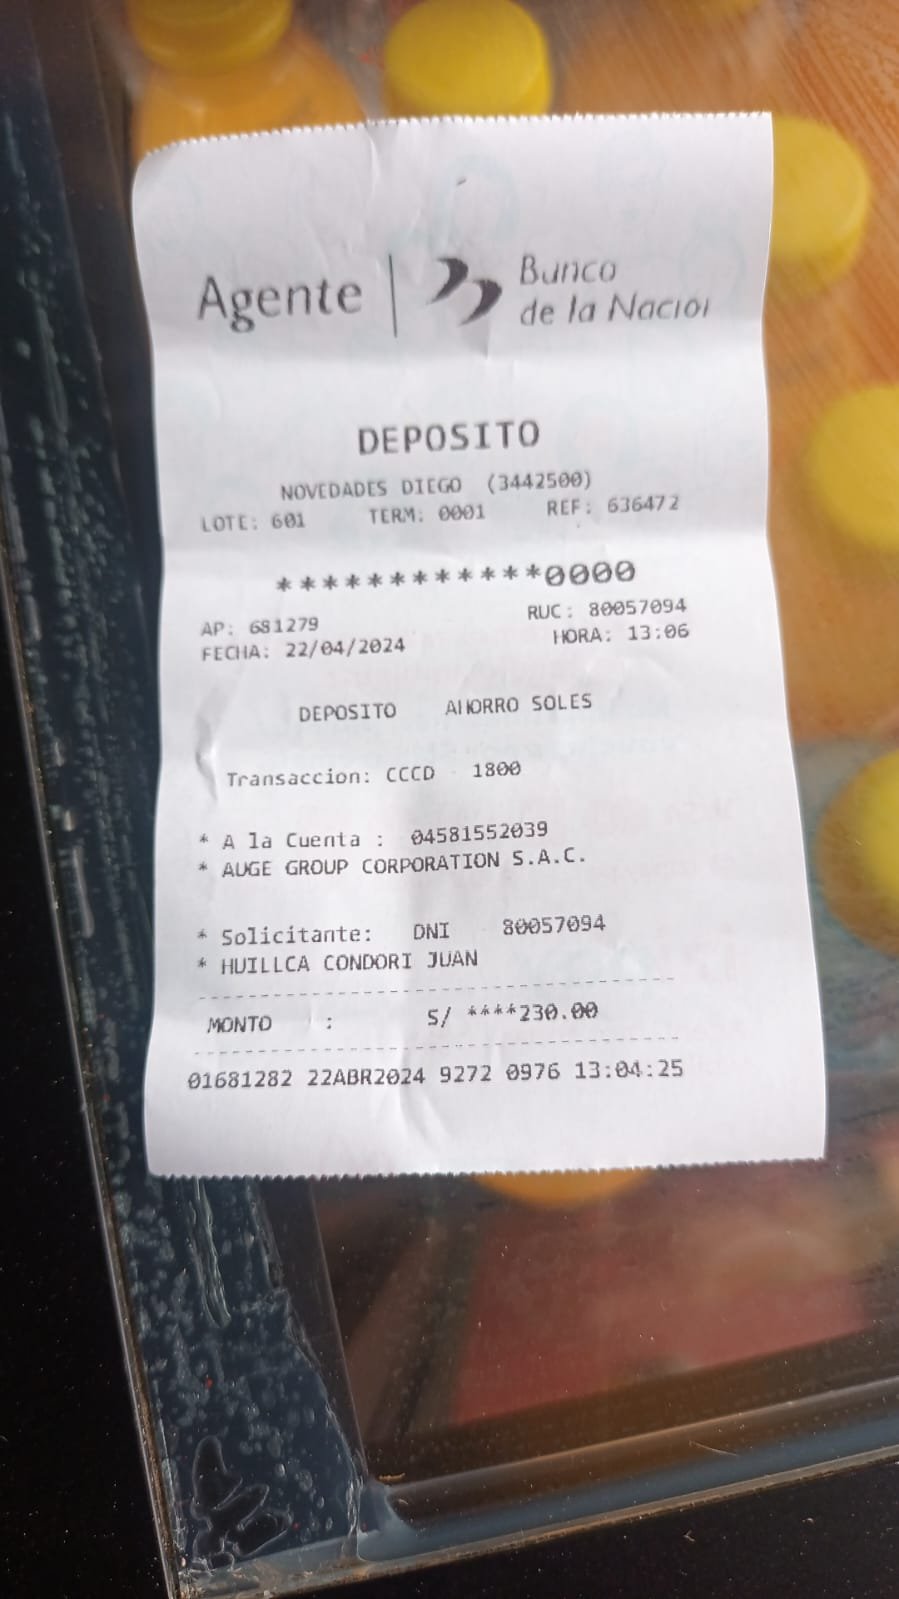 Agente | Banco
de la Nacion
DEPOSITO
NOVEDADES DIEGO (3442500)
LOTE: 601 TERM: 0001 REF: 636472
************0000
AP: 681279 RUC: 80057094
FECHA: 22/04/2024 HORA: 13:06
DEPOSITO AHORRO SOLES
Transaccion: CCCD 1800
* A la Cuenta : 04581552039
* AUGE GROUP CORPORATION S.A.C.
* Solicitante: DNI 80057094
* HUILLCA CONDORI JUAN
MONTO : S/ ****230.00
01681282 22ABR2024 9272 0976 13:04:25